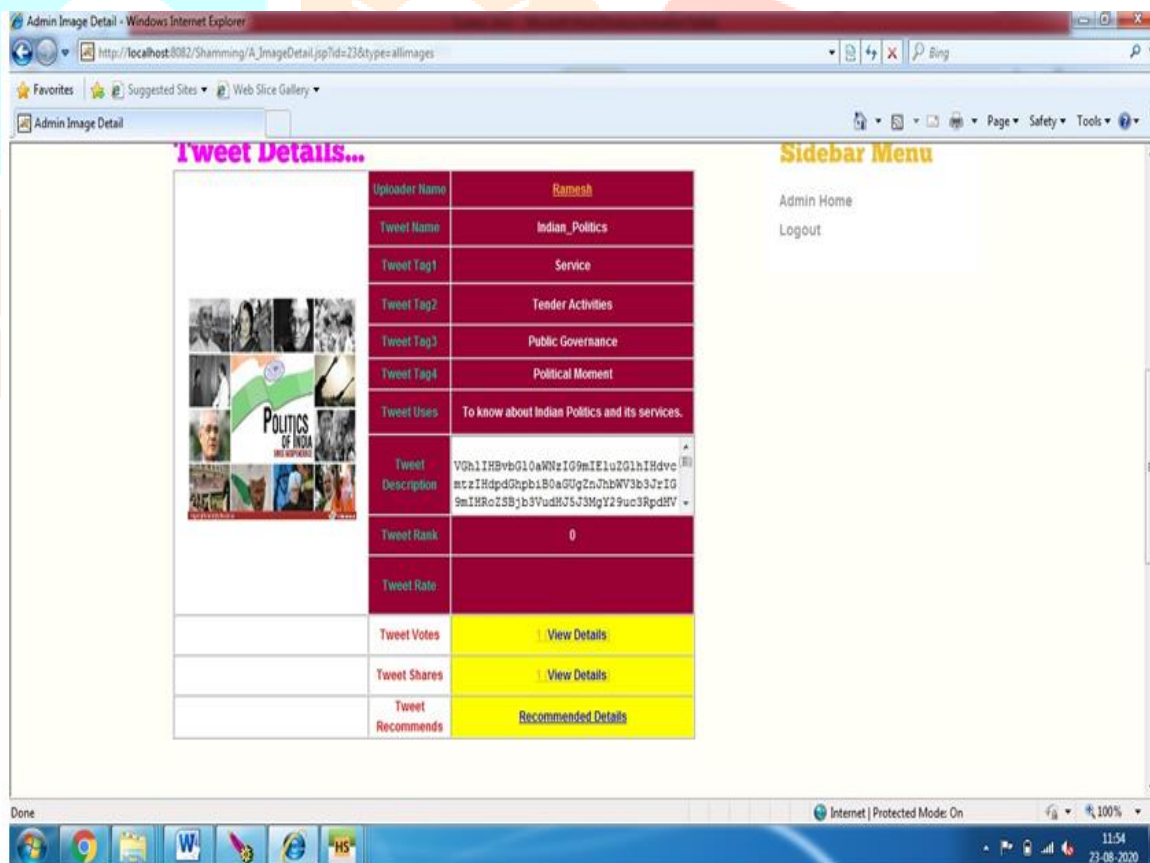 Admin Image Detail - Windows Internet Explorer
http://localhost:8082/Shamming/A_ImageDetail.jsp?id=23&type=allimages
Bing
Favorites Suggested Sites Web Slice Gallery
Admin Image Detail
Page Safety Tools
Tweet Details...
Sidebar Menu
Admin Home
Logout
Uploader Name Ramesh
Tweet Name Indian_Politics
Tweet Tag1 Service
Tweet Tag2 Tender Activities
Tweet Tag3 Public Governance
Tweet Tag4 Political Moment
Tweet Uses To know about Indian Politics and its services.
POLITICS
OF INDIA
SINCE INDEPENDENCE
Tweet
Description
VGhlIHBvbGl0aWNzIG9mIEluZGlhIHdvc
mtzIHdpdGhpbiB0aGUgZnJhbWV3b3JrIG
9mIHRoZSBjb3VudHJ5J3MgY29uc3RpdHV
Tweet Rank 0
Tweet Rate
Tweet Votes 1 View Details
Tweet Shares 1 View Details
Tweet
Recommends
Recommended Details
Done
Internet | Protected Mode: On
100%
W
HS
11:54
23-08-2020